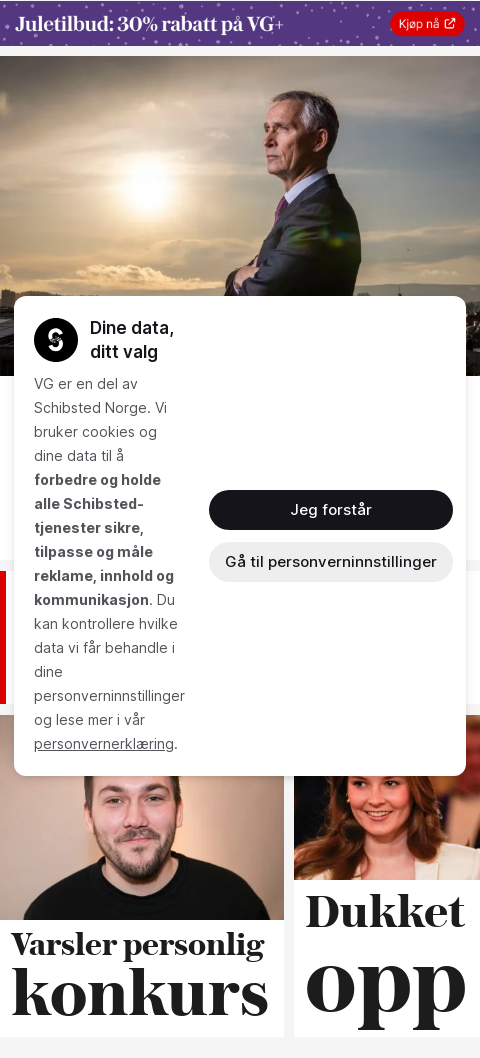 Juletilbud: 30% rabatt på VG+
Kjøp nå
Dine data,
ditt valg
VG er en del av
Schibsted Norge. Vi
bruker cookies og
dine data til å
forbedre og holde
alle Schibsted-
tjenester sikre,
tilpasse og måle
reklame, innhold og
kommunikasjon. Du
kan kontrollere hvilke
data vi får behandle i
dine
personverninnstillinger
og lese mer i vår
personvernerklæring.
Jeg forstår
Gå til personverninnstillinger
Varsler personlig
konkurs
Dukket
opp